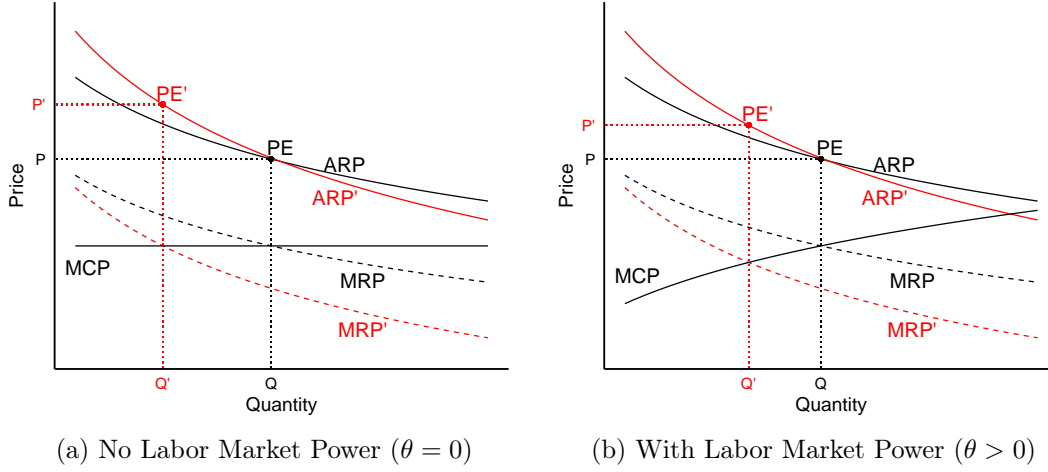 Price
P'
P
PE'
PE
ARP
ARP'
MCP
MRP
MRP'
Q'
Q
Quantity
(a) No Labor Market Power (θ = 0)
Price
P'
P
PE'
PE
ARP
ARP'
MCP
MRP
MRP'
Q'
Q
Quantity
(b) With Labor Market Power (θ > 0)